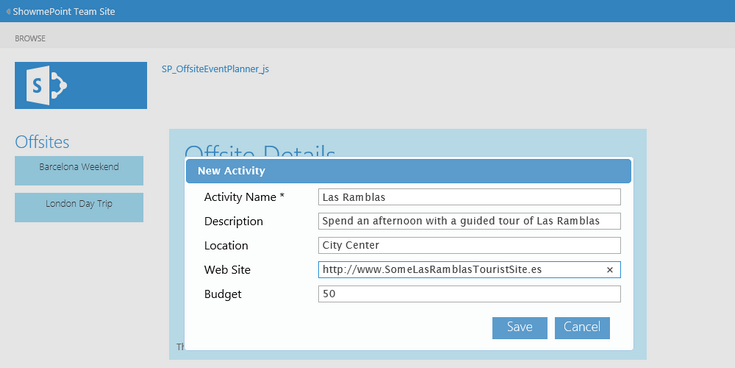 ShowmePoint Team Site
BROWSE
S
SP_OffsiteEventPlanner_js
Offsites
Barcelona Weekend
London Day Trip
Offsite Details
New Activity
Activity Name * Las Ramblas
Description Spend an afternoon with a guided tour of Las Ramblas
Location City Center
Web Site http://www.SomeLasRamblasTouristSite.es ×
Budget 50
Save Cancel